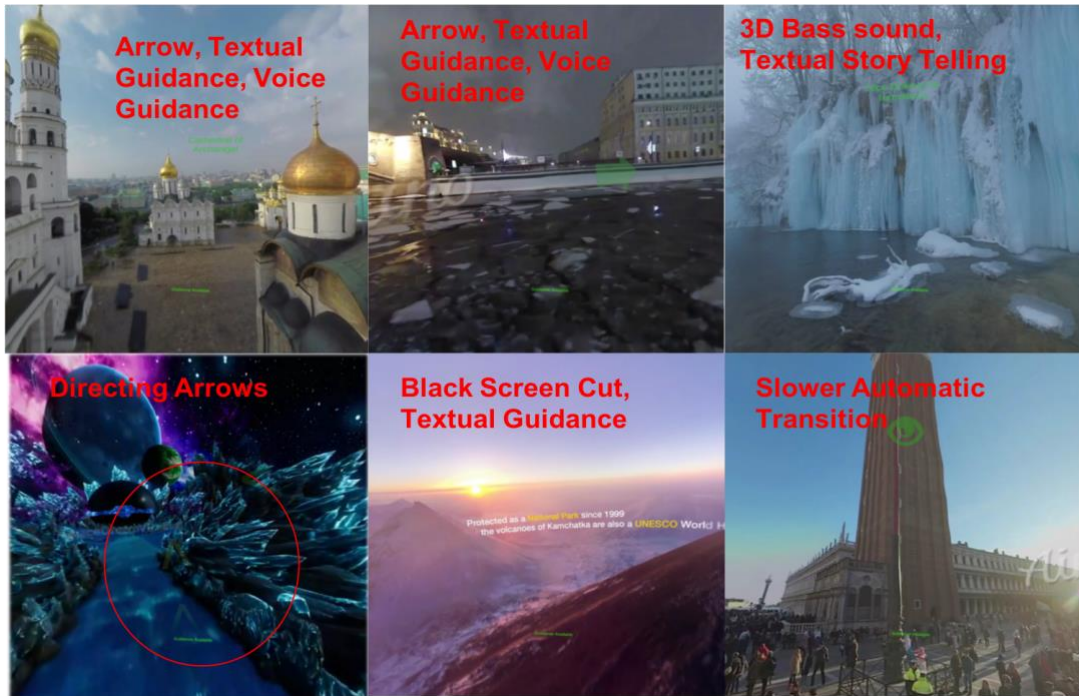 Arrow, Textual
Guidance, Voice
Guidance
Arrow, Textual
Guidance, Voice
Guidance
3D Bass sound,
Textual Story Telling
Directing Arrows
Black Screen Cut,
Textual Guidance
Protected as a National Park since 1999
the volcanoes of Kamchatka are also a UNESCO World H
Slower Automatic
Transition